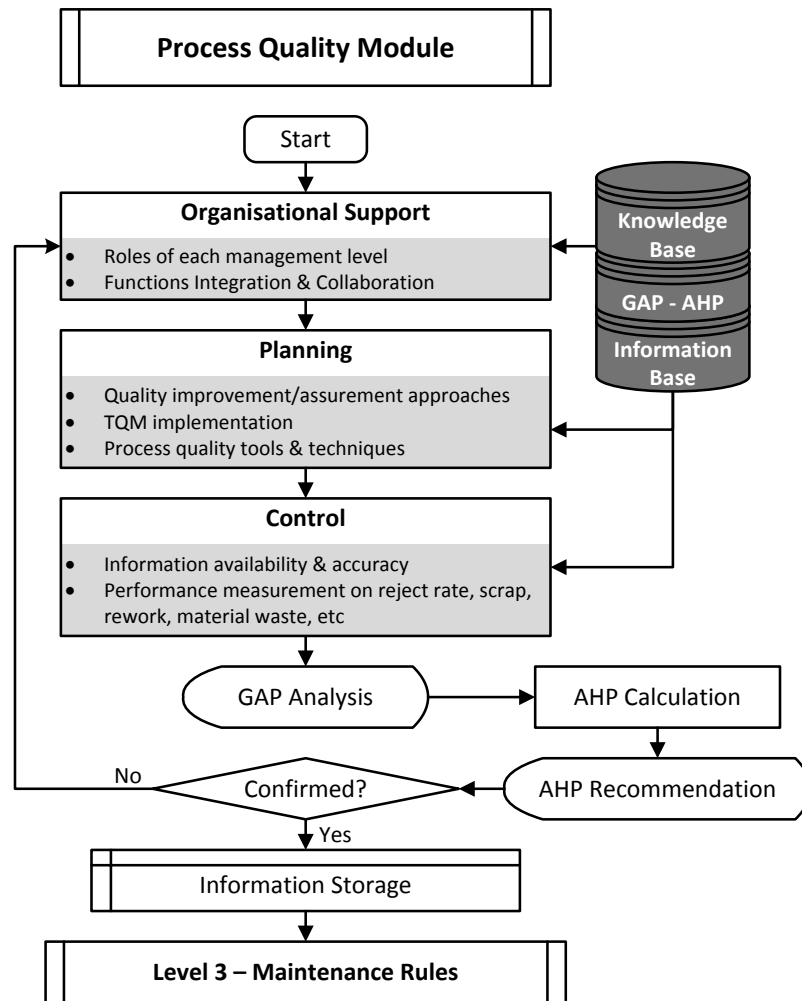 Process Quality Module
Start
Organisational Support
• Roles of each management level
• Functions Integration & Collaboration
Knowledge
Base
GAP - AHP
Information
Base
Planning
• Quality improvement/assurement approaches
• TQM implementation
• Process quality tools & techniques
Control
• Information availability & accuracy
• Performance measurement on reject rate, scrap,
rework, material waste, etc
GAP Analysis
AHP Calculation
No
Confirmed?
AHP Recommendation
Yes
Information Storage
Level 3 – Maintenance Rules